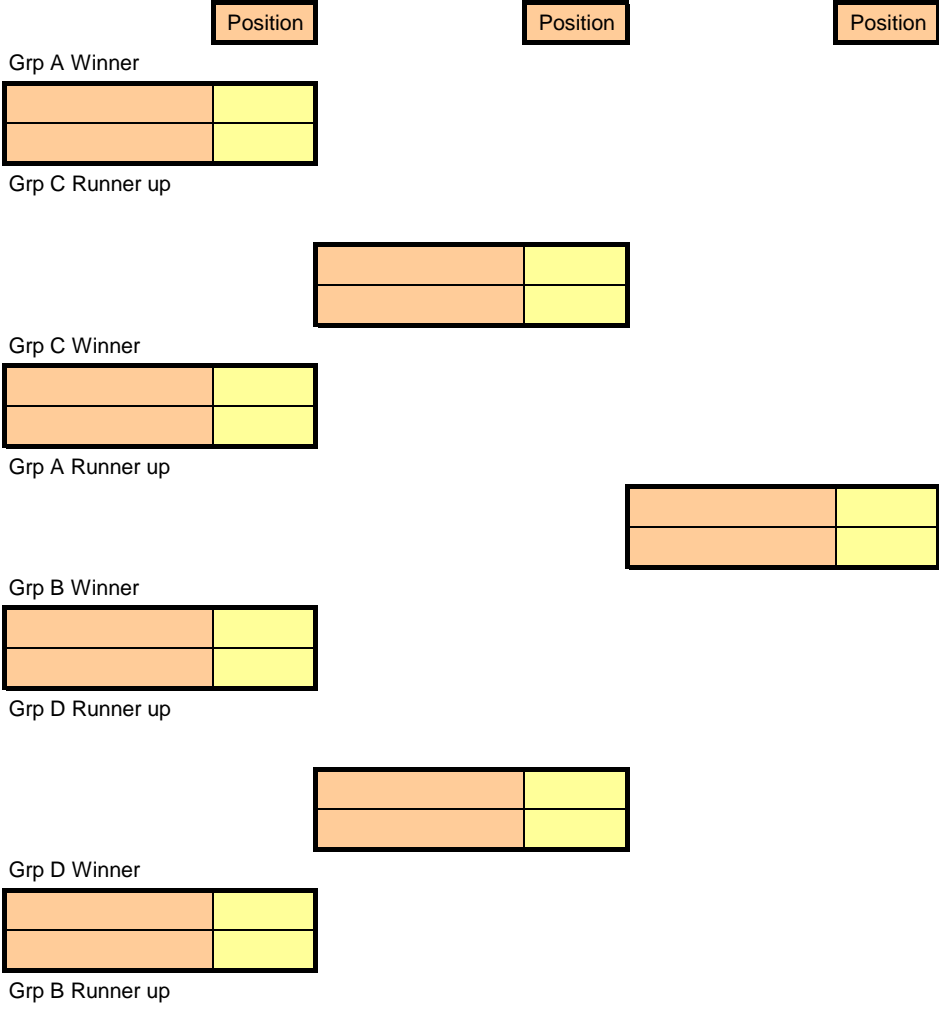 Position Position Position
Grp A Winner
Grp C Runner up
Grp C Winner
Grp A Runner up
Grp B Winner
Grp D Runner up
Grp D Winner
Grp B Runner up